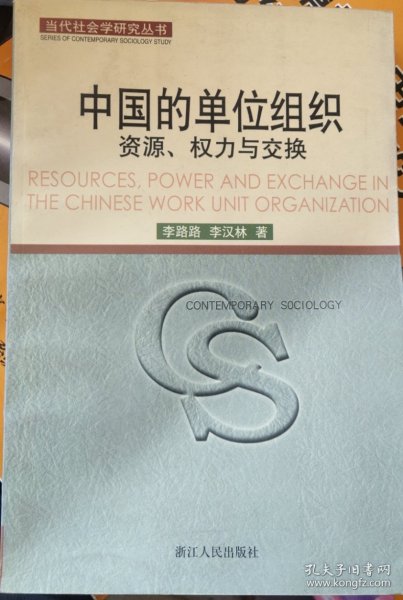 当代社会学研究丛书
SERIES OF CONTEMPORARY SOCIOLOGY STUDY
中国的单位组织
资源、权力与交换
RESOURCES, POWER AND EXCHANGE IN
THE CHINESE WORK UNIT ORGANIZATION
李路路 李汉林 著
CONTEMPORARY SOCIOLOGY
CS
浙江人民出版社
孔夫子旧书网
www.kongfz.com